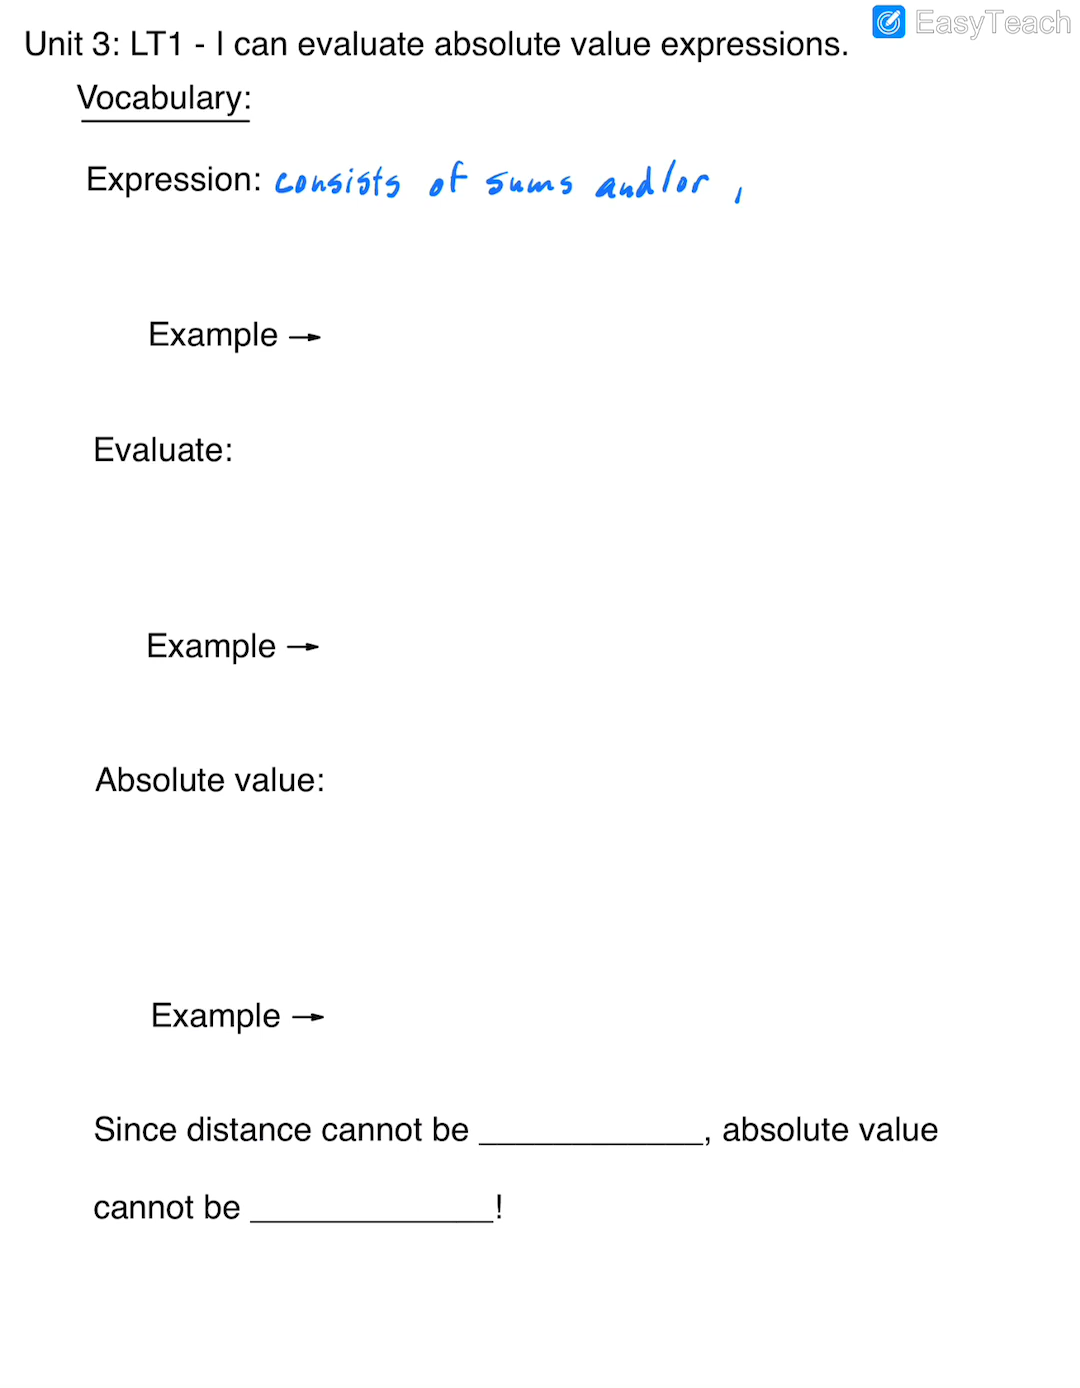 EasyTeach
Unit 3: LT1 - I can evaluate absolute value expressions.
Vocabulary:
Expression: consists of sums and/or
Example →
Evaluate:
Example →
Absolute value:
Example →
Since distance cannot be ____________, absolute value
cannot be _____________!